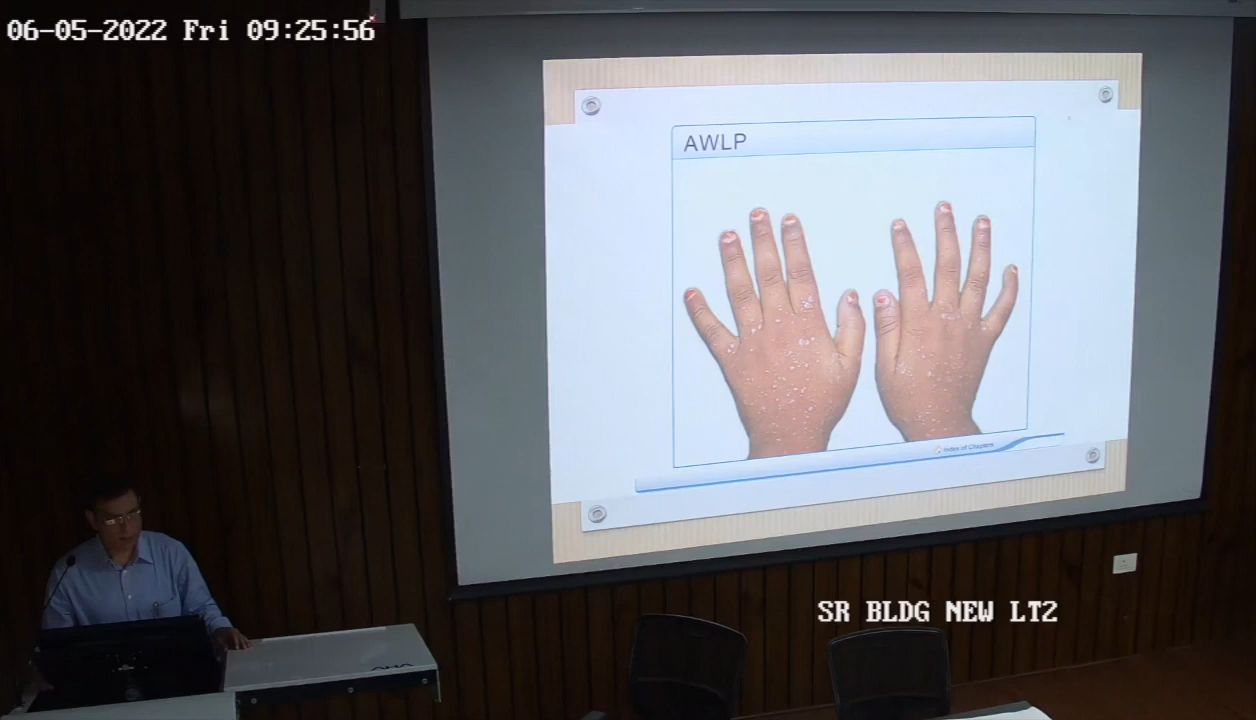 06-05-2022 Fri 09:25:56
AWLP
Index of Chapters
SR BLDG NEW LT2